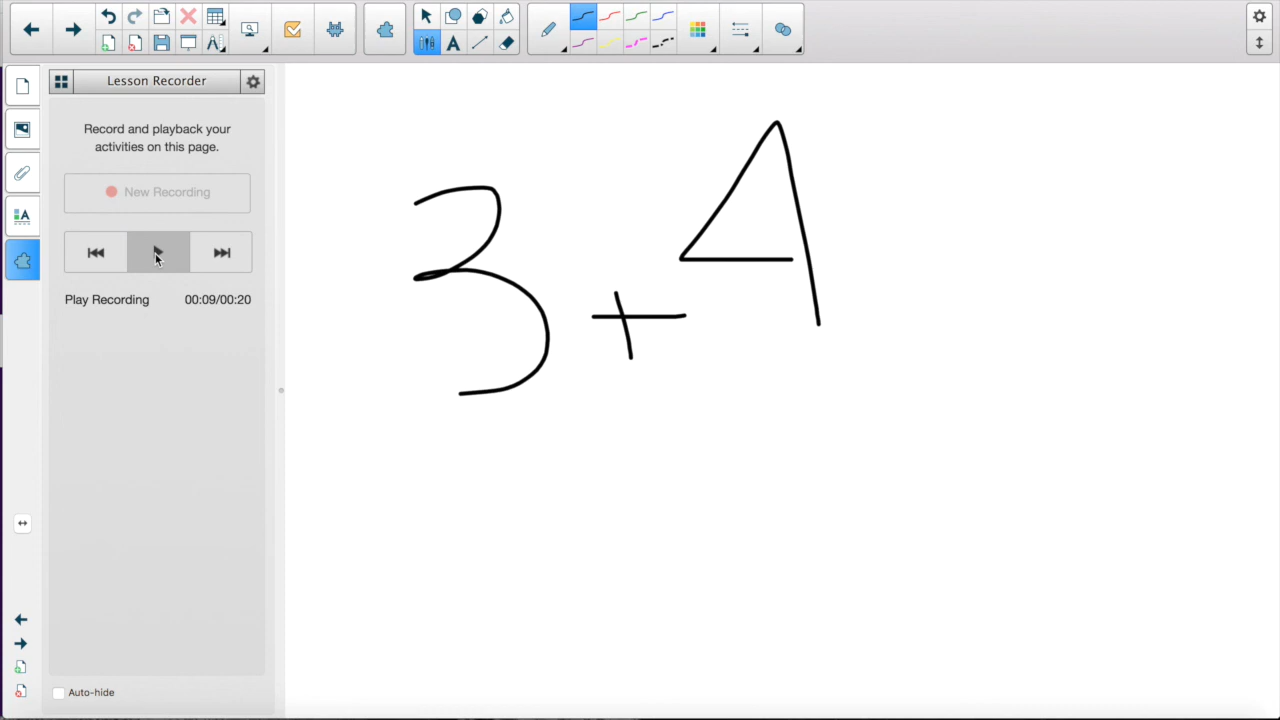 Lesson Recorder
Record and playback your
activities on this page.
New Recording
Play Recording 00:09/00:20
Auto-hide
3+4